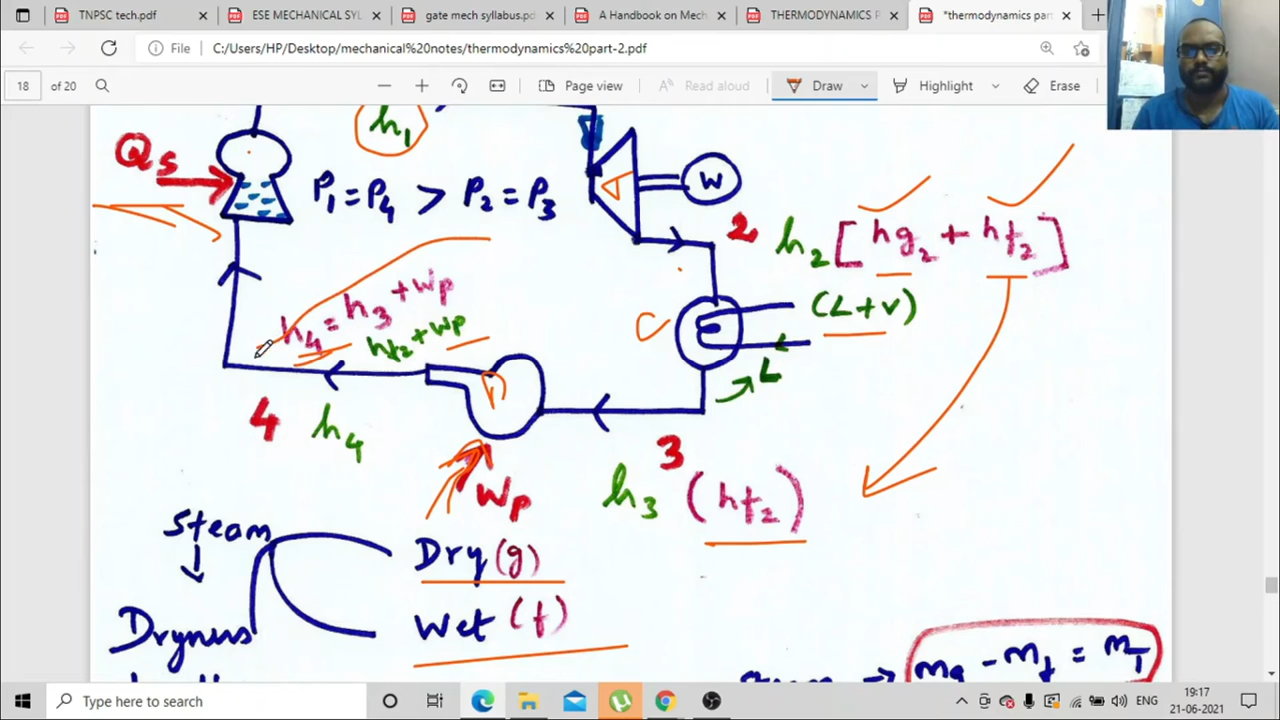 TNPSC tech.pdf
ESE MECHANICAL SYL
gate mech syllabus.pd
A Handbook on Mech
THERMODYNAMICS P
*thermodynamics par
File
C:/Users/HP/Desktop/mechanical%20notes/thermodynamics%20part-2.pdf
18 of 20
Page view
Read aloud
Draw
Highlight
Erase
h1
Qs
P1 = P4 > P2 = P3
T
W
2 h2 [hg2 + hf2]
h4 = h3 + Wp
hf2 + Wp
C
(L+V)
L
4 h4
3
Wp
h3 (hf2)
Steam
Dry (g)
Dryness
Wet (f)
mg - mf = mT
Type here to search
ENG
19:17
21-06-2021